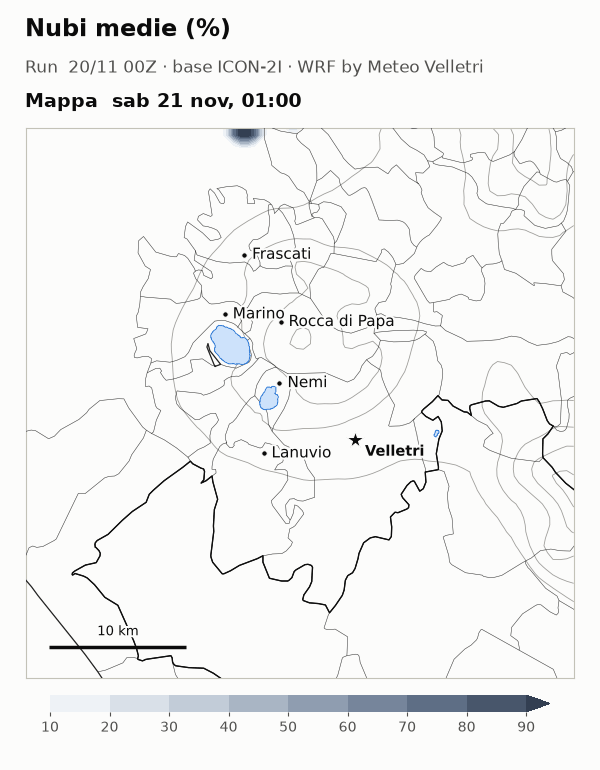 Nubi medie (%)
Run  20/11 00Z · base ICON-2I · WRF by Meteo Velletri
Mappa  sab 21 nov, 01:00
Frascati
Marino
Rocca di Papa
Nemi
Velletri
Lanuvio
10 km
10 20 30 40 50 60 70 80 90